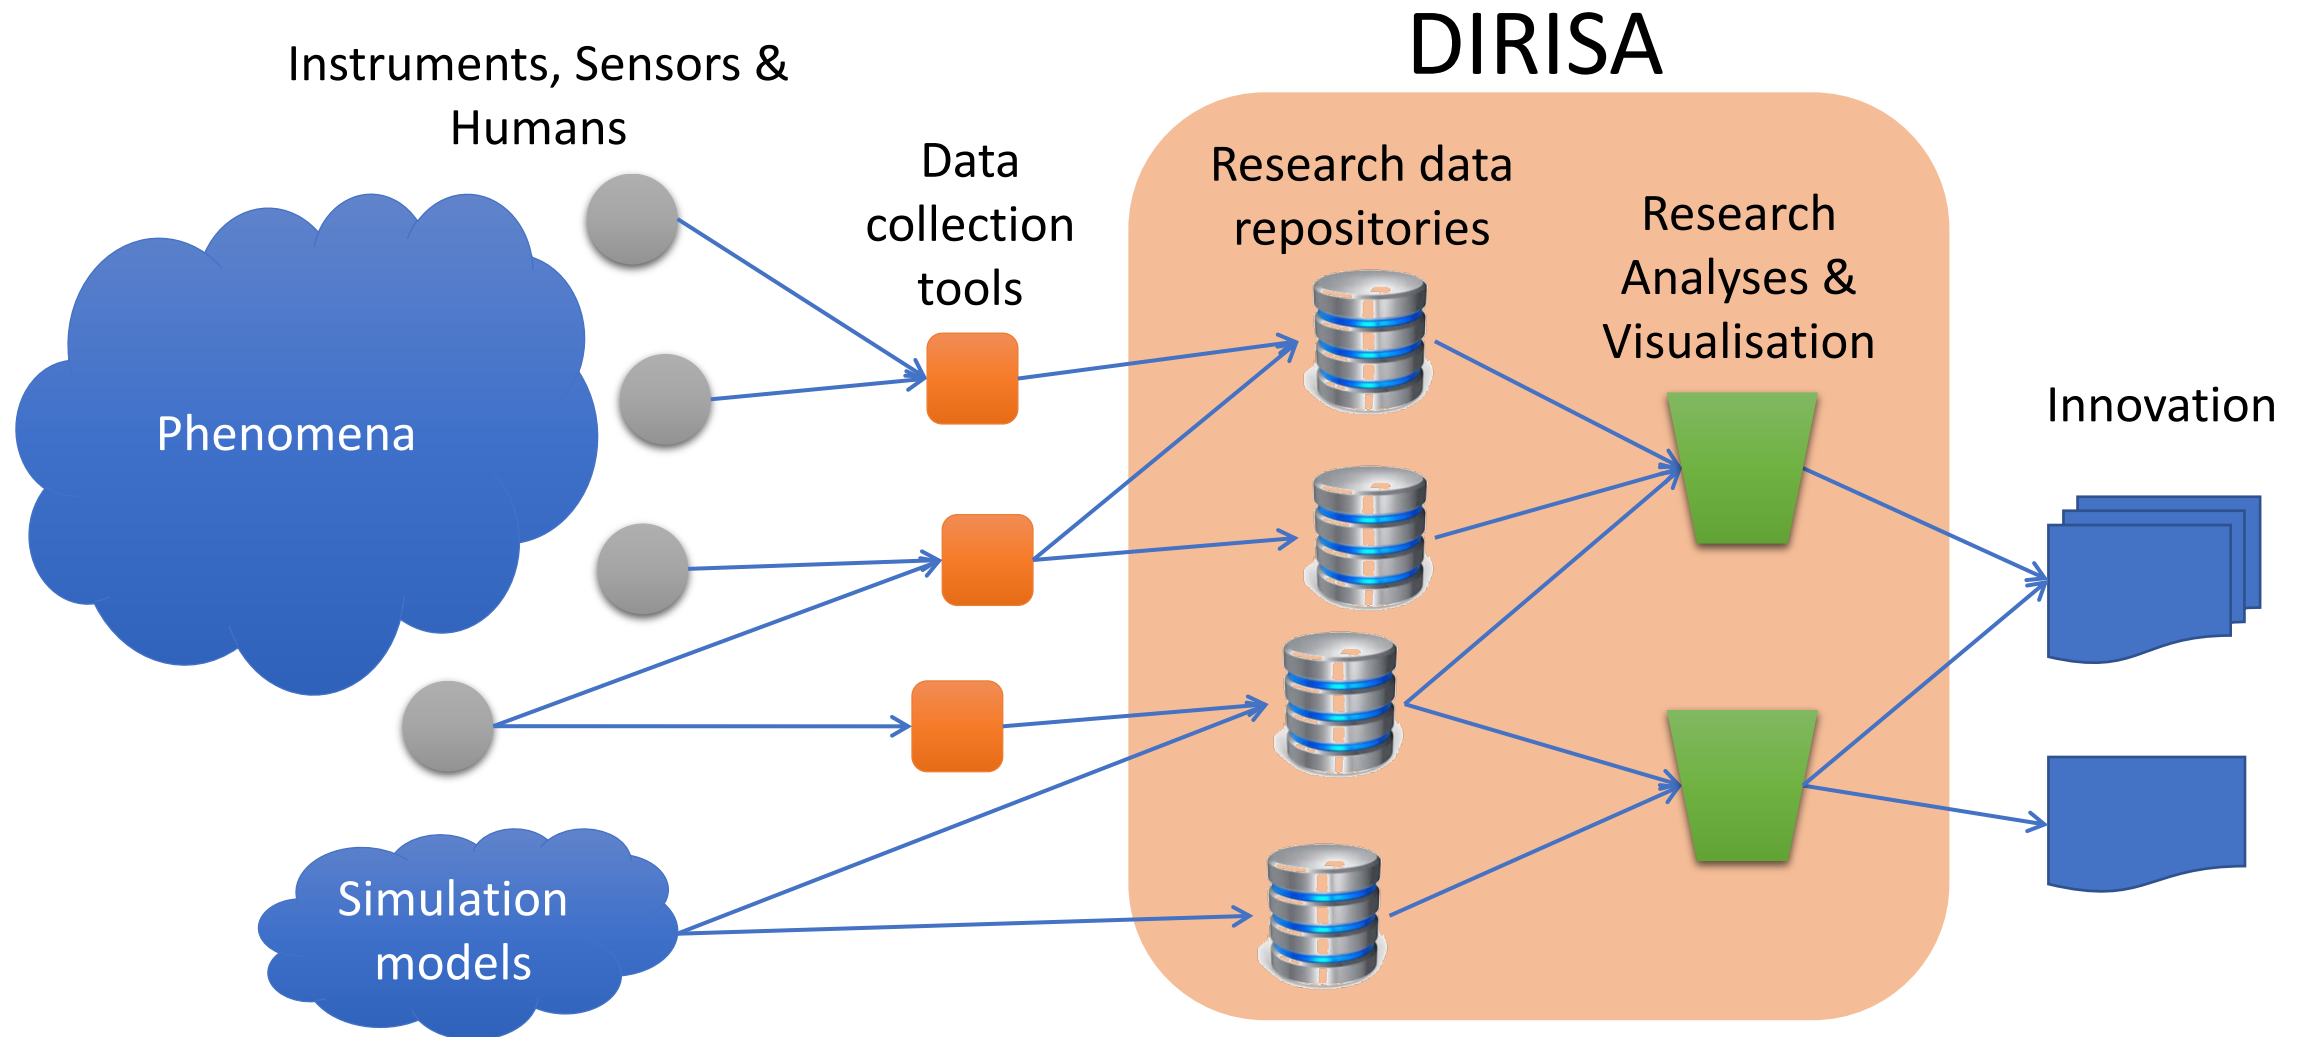 DIRISA
Instruments, Sensors &
Humans
Data
collection
tools
Research data
repositories
Research
Analyses &
Visualisation
Innovation
Phenomena
Simulation
models